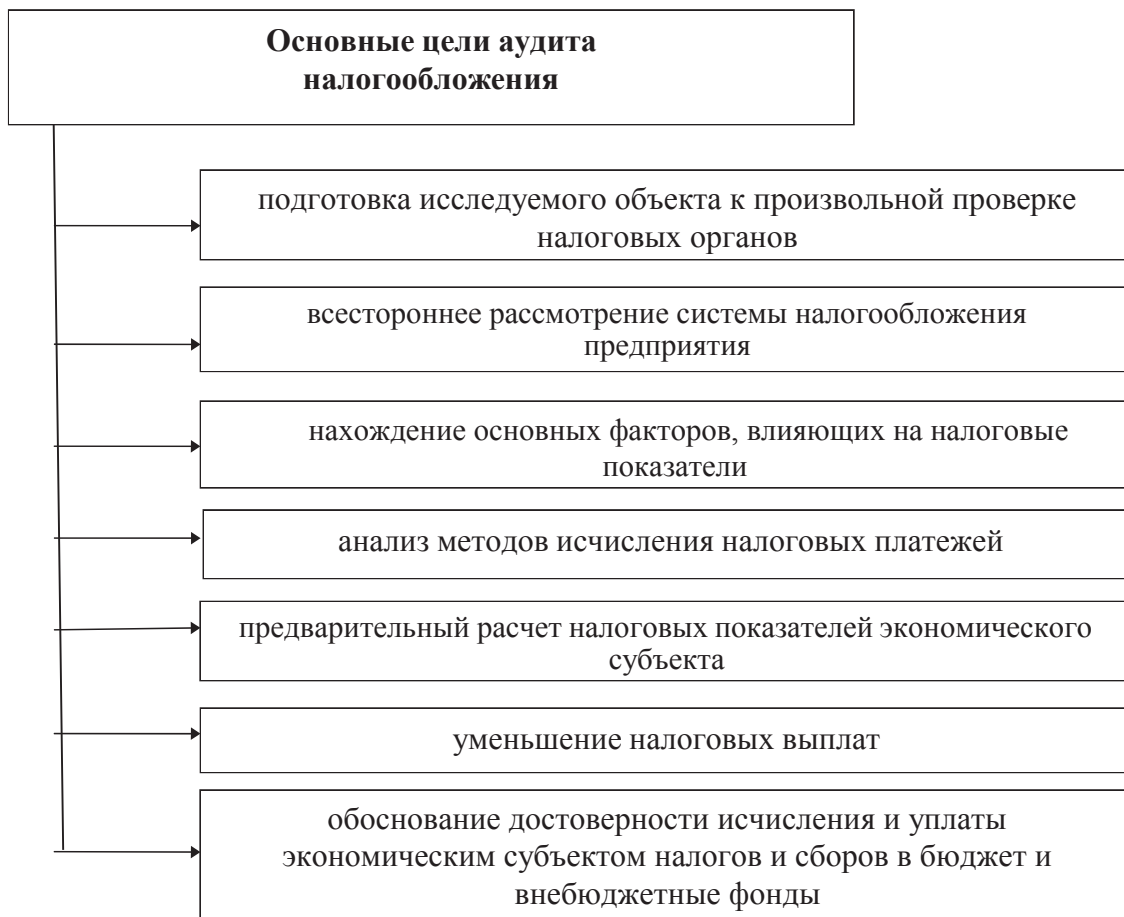 Основные цели аудита
налогообложения
подготовка исследуемого объекта к произвольной проверке
налоговых органов
всестороннее рассмотрение системы налогообложения
предприятия
нахождение основных факторов, влияющих на налоговые
показатели
анализ методов исчисления налоговых платежей
предварительный расчет налоговых показателей экономического
субъекта
уменьшение налоговых выплат
обоснование достоверности исчисления и уплаты
экономическим субъектом налогов и сборов в бюджет и
внебюджетные фонды